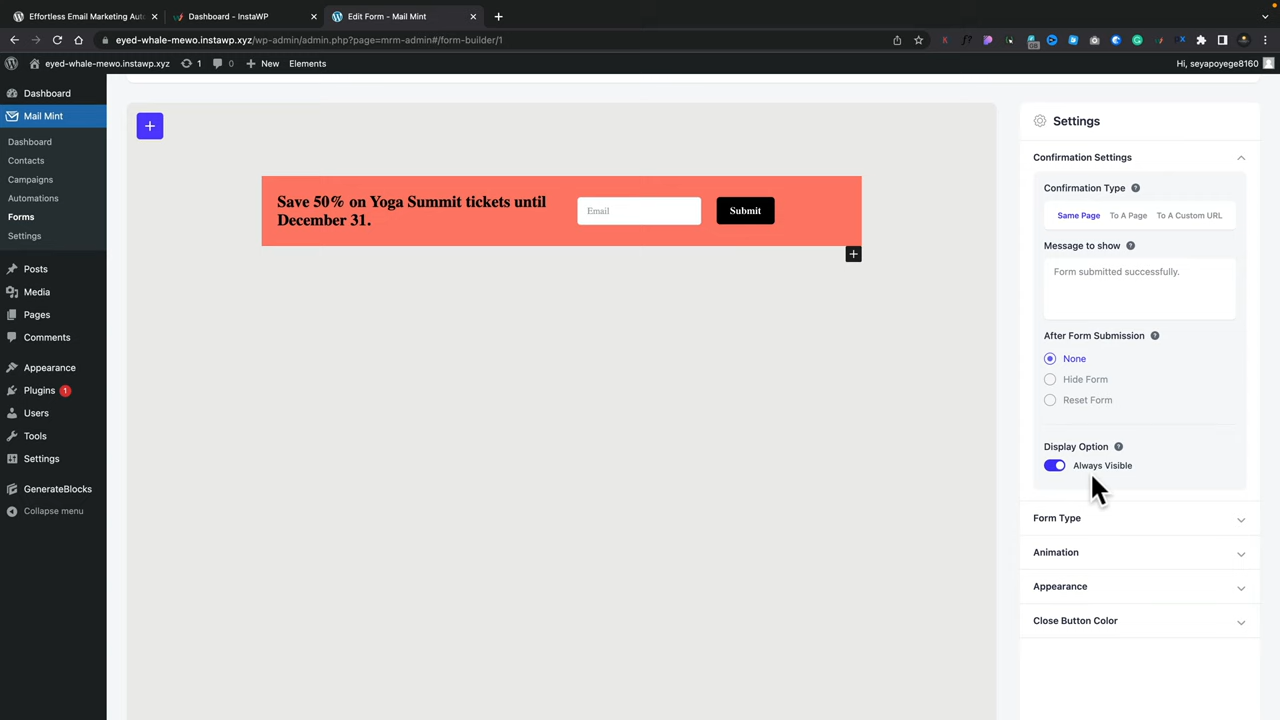 Effortless Email Marketing Auto
Dashboard - InstaWP
Edit Form - Mail Mint
eyed-whale-mewo.instawp.xyz/wp-admin/admin.php?page=mrm-admin#/form-builder/1
eyed-whale-mewo.instawp.xyz
1
0
New
Elements
Hi, seyapoyege8160
Dashboard
Mail Mint
Dashboard
Contacts
Campaigns
Automations
Forms
Settings
Posts
Media
Pages
Comments
Appearance
Plugins 1
Users
Tools
Settings
GenerateBlocks
Collapse menu
Save 50% on Yoga Summit tickets until
December 31.
Email
Submit
Settings
Confirmation Settings
Confirmation Type
Same Page
To A Page
To A Custom URL
Message to show
Form submitted successfully.
After Form Submission
None
Hide Form
Reset Form
Display Option
Always Visible
Form Type
Animation
Appearance
Close Button Color